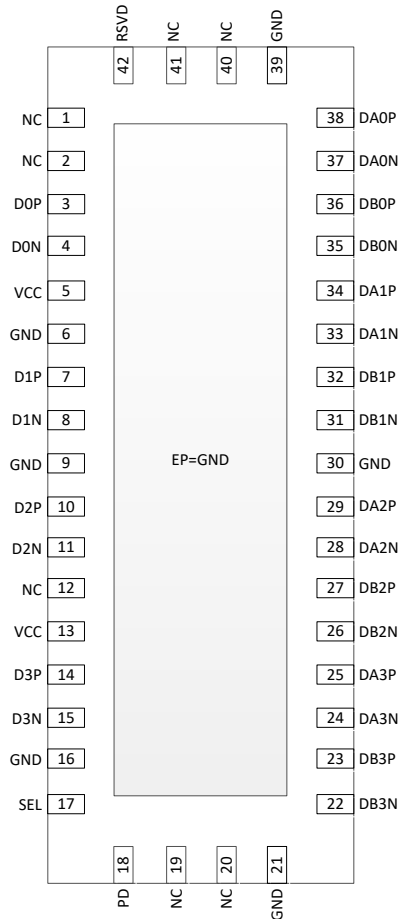 RSVD NC NC GND
42 41 40 39
NC 1 38 DA0P
NC 2 37 DA0N
D0P 3 36 DB0P
D0N 4 35 DB0N
VCC 5 34 DA1P
GND 6 33 DA1N
D1P 7 32 DB1P
D1N 8 31 DB1N
GND 9 30 GND
EP=GND
D2P 10 29 DA2P
D2N 11 28 DA2N
NC 12 27 DB2P
VCC 13 26 DB2N
D3P 14 25 DA3P
D3N 15 24 DA3N
GND 16 23 DB3P
SEL 17 22 DB3N
18 19 20 21
PD NC NC GND